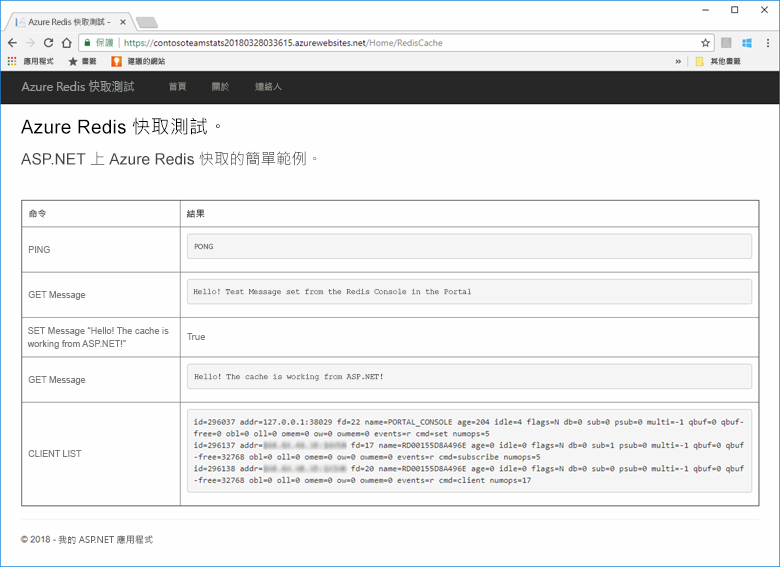 Azure Redis 快取測試 -
保護 https://contosoteamstats20180328033615.azurewebsites.net/Home/RedisCache
應用程式 書籤 建議的網站 » 其他書籤
Azure Redis 快取測試 首頁 關於 連絡人
Azure Redis 快取測試。
ASP.NET 上 Azure Redis 快取的簡單範例。
命令 結果
PING PONG
GET Message Hello! Test Message set from the Redis Console in the Portal
SET Message "Hello! The cache is
working from ASP.NET!"
True
GET Message Hello! The cache is working from ASP.NET!
CLIENT LIST
id=296037 addr=127.0.0.1:38029 fd=22 name=PORTAL_CONSOLE age=204 idle=4 flags=N db=0 sub=0 psub=0 multi=-1 qbuf=0 qbuf-
free=0 obl=0 oll=0 omem=0 ow=0 owmem=0 events=r cmd=set numops=5
id=296137 addr= fd=17 name=RD00155D8A496E age=0 idle=0 flags=N db=0 sub=1 psub=0 multi=-1 qbuf=0 qbuf
-free=32768 obl=0 oll=0 omem=0 ow=0 owmem=0 events=r cmd=subscribe numops=5
id=296138 addr= fd=20 name=RD00155D8A496E age=0 idle=0 flags=N db=0 sub=0 psub=0 multi=-1 qbuf=0 qbuf
-free=32768 obl=0 oll=0 omem=0 ow=0 owmem=0 events=r cmd=client numops=17
© 2018 - 我的 ASP.NET 應用程式